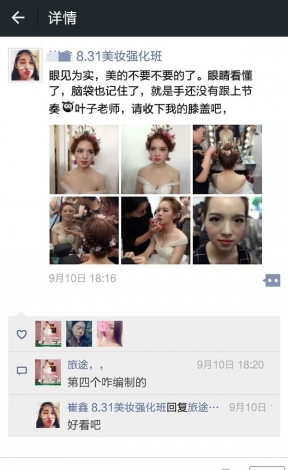 详情
崔鑫 8.31美妆强化班
眼见为实，美的不要不要的了。眼睛看懂
了，脑袋也记住了，就是手还没有跟上节
奏叶子老师，请收下我的膝盖吧，
9月10日 18:16
旅途，，
9月10日 18:20
第四个咋编制的
崔鑫 8.31美妆强化班回复旅途…
9月10日
好看吧